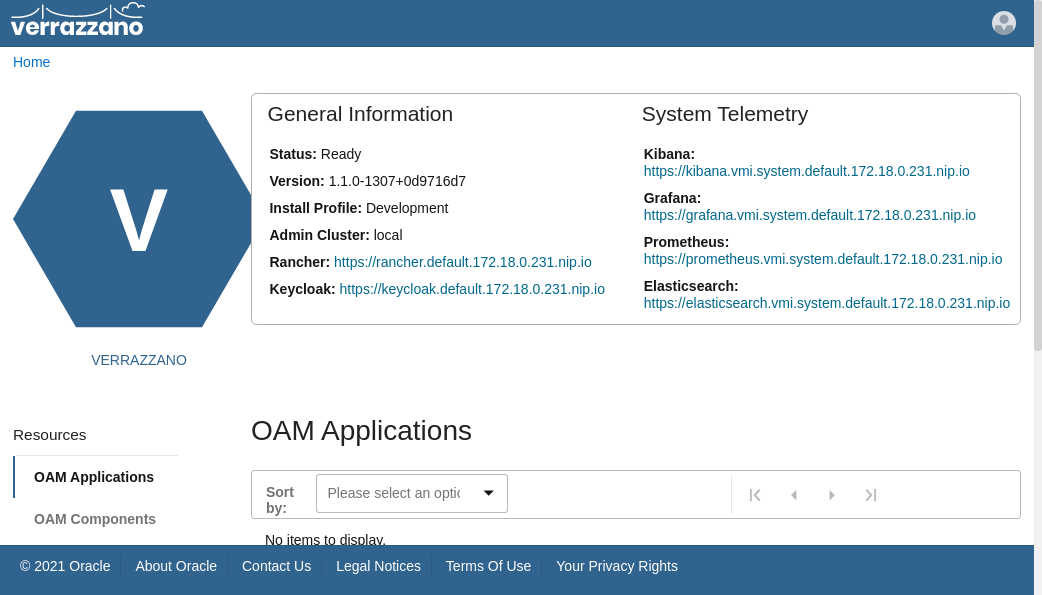 verrazzano
Home
General Information
Status: Ready
Version: 1.1.0-1307+0d9716d7
Install Profile: Development
Admin Cluster: local
Rancher: https://rancher.default.172.18.0.231.nip.io
Keycloak: https://keycloak.default.172.18.0.231.nip.io
System Telemetry
Kibana:
https://kibana.vmi.system.default.172.18.0.231.nip.io
Grafana:
https://grafana.vmi.system.default.172.18.0.231.nip.io
Prometheus:
https://prometheus.vmi.system.default.172.18.0.231.nip.io
Elasticsearch:
https://elasticsearch.vmi.system.default.172.18.0.231.nip.io
V
VERRAZZANO
Resources
OAM Applications
OAM Components
OAM Applications
Sort
by:
Please select an optic
No items to display.
© 2021 Oracle About Oracle Contact Us Legal Notices Terms Of Use Your Privacy Rights